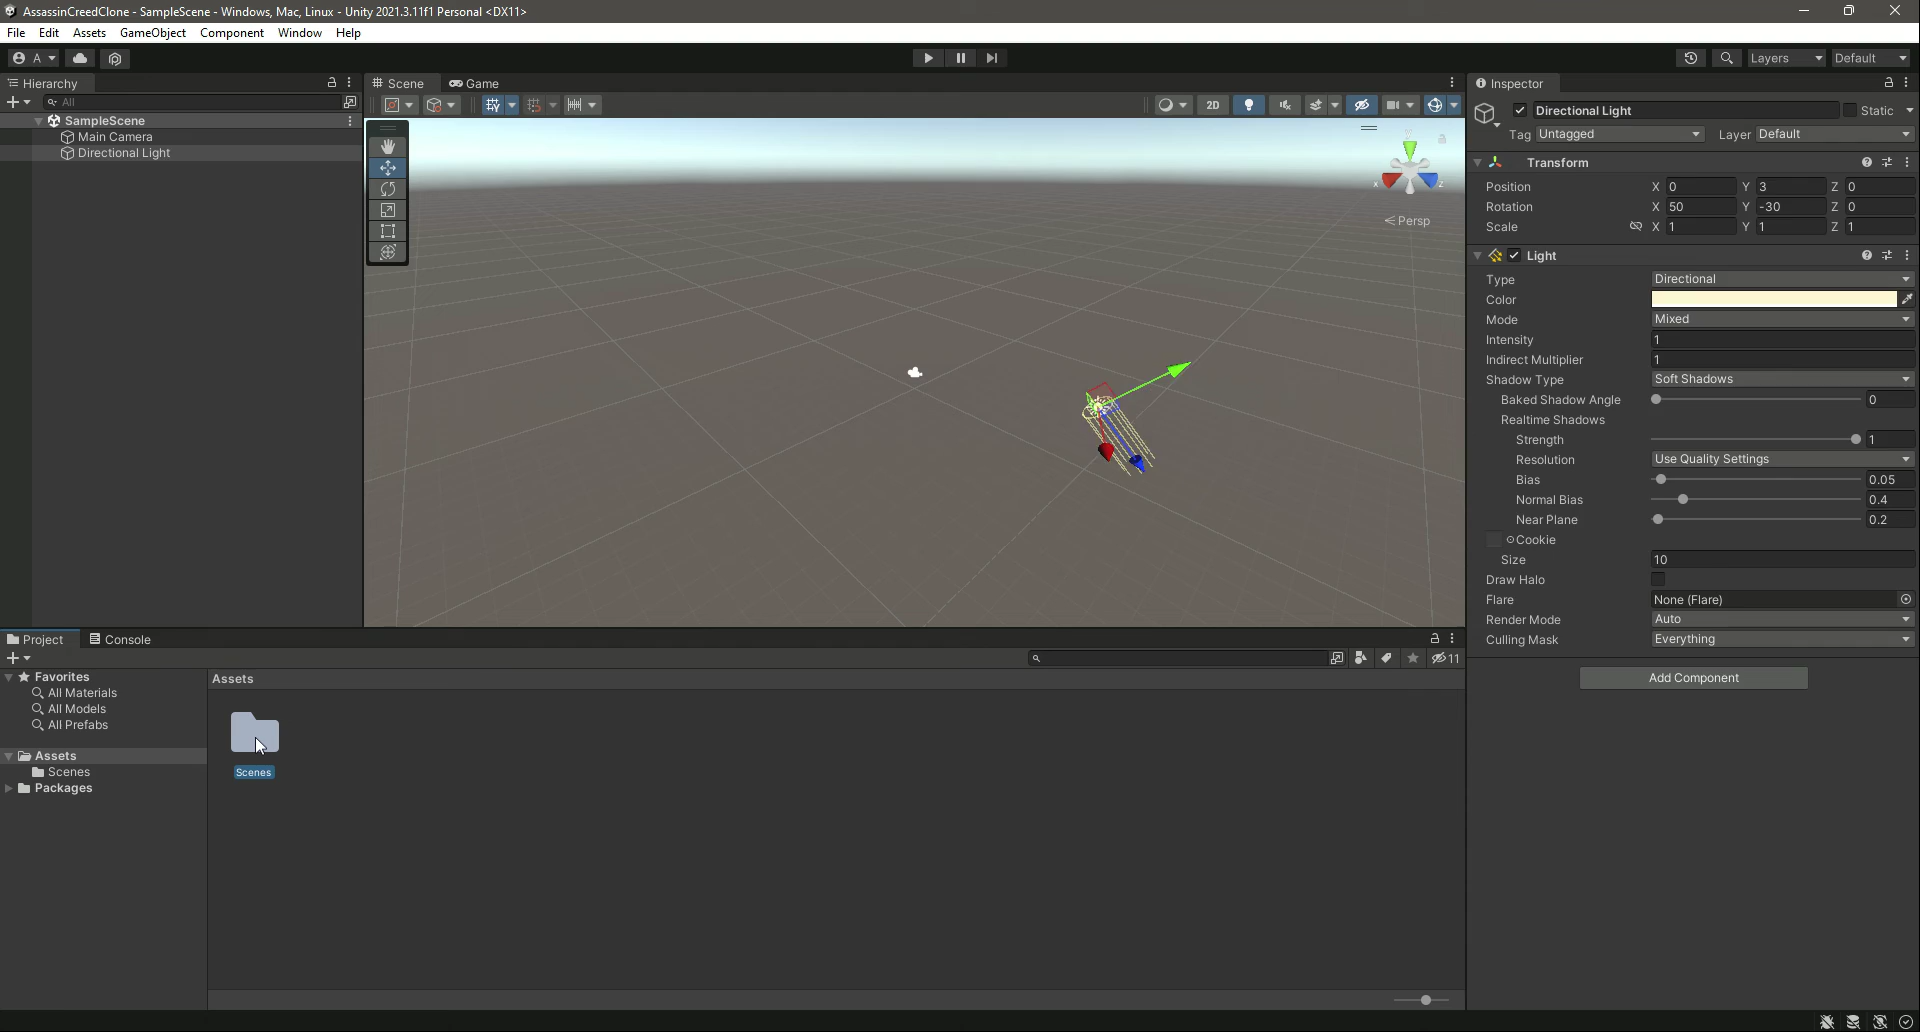 AssassinCreedClone - SampleScene - Windows, Mac, Linux - Unity 2021.3.11f1 Personal <DX11>
File Edit Assets GameObject Component Window Help
A Layers Default
Hierarchy
All
SampleScene
Main Camera
Directional Light
Scene Game
2D
y
x z
Persp
Inspector
Directional Light Static
Tag Untagged Layer Default
Transform
Position X 0 Y 3 Z 0
Rotation X 50 Y -30 Z 0
Scale X 1 Y 1 Z 1
Light
Type Directional
Color
Mode Mixed
Intensity 1
Indirect Multiplier 1
Shadow Type Soft Shadows
Baked Shadow Angle 0
Realtime Shadows
Strength 1
Resolution Use Quality Settings
Bias 0.05
Normal Bias 0.4
Near Plane 0.2
Cookie
Size 10
Draw Halo
Flare None (Flare)
Render Mode Auto
Culling Mask Everything
Add Component
Project Console
11
Favorites
All Materials
All Models
All Prefabs
Assets
Scenes
Packages
Assets
Scenes